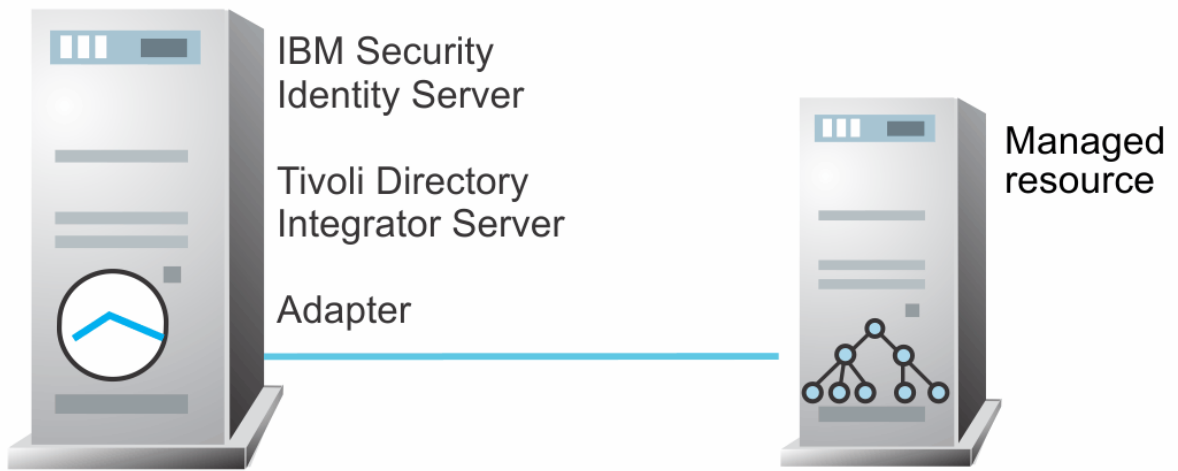 IBM Security
Identity Server
Tivoli Directory
Integrator Server
Adapter
Managed
resource